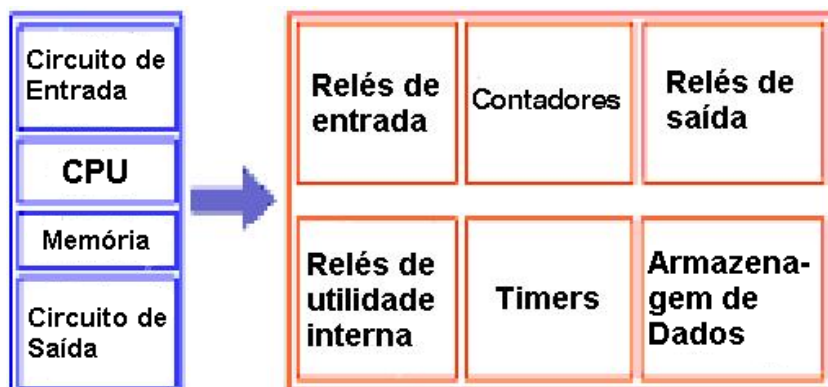 Circuito de
Entrada
CPU
Memória
Circuito de
Saída
Relés de
entrada
Contadores
Relés de
saída
Relés de
utilidade
interna
Timers
Armazena-
gem de
Dados